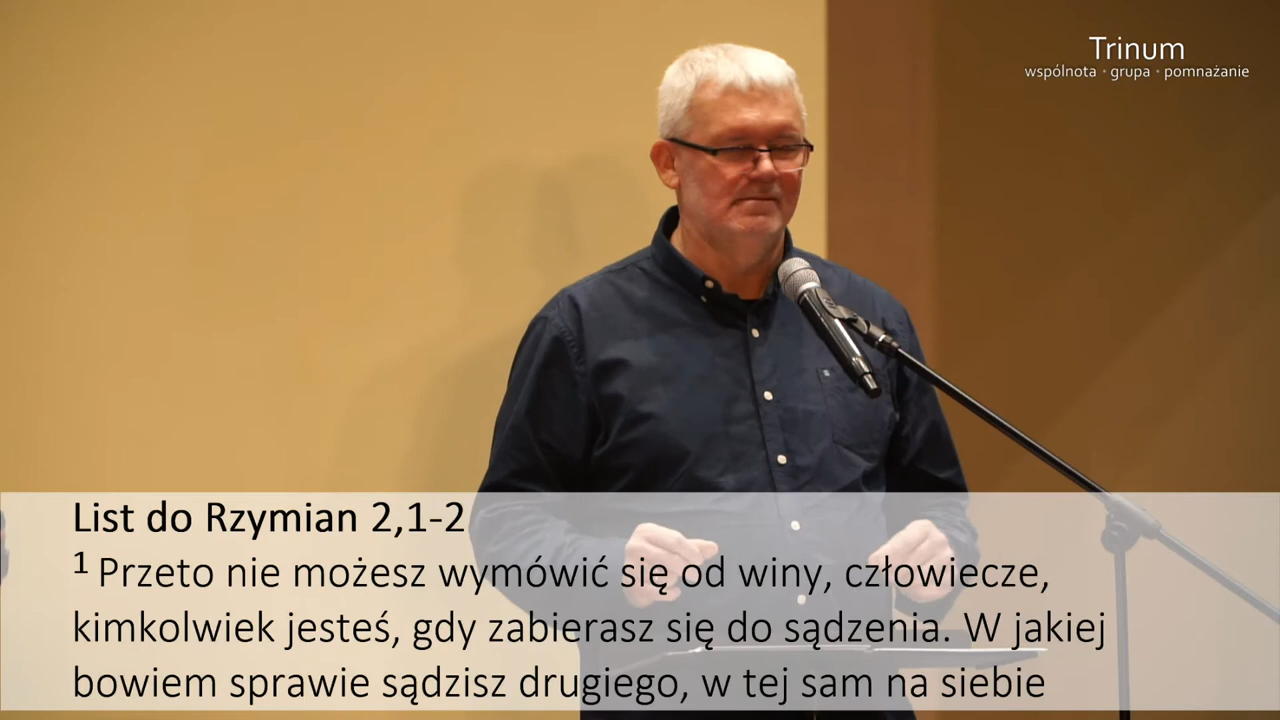 Trinum
wspólnota • grupa • pomnażanie
List do Rzymian 2,1-2
1 Przeto nie możesz wymówić się od winy, człowiecze,
kimkolwiek jesteś, gdy zabierasz się do sądzenia. W jakiej
bowiem sprawie sądzisz drugiego, w tej sam na siebie